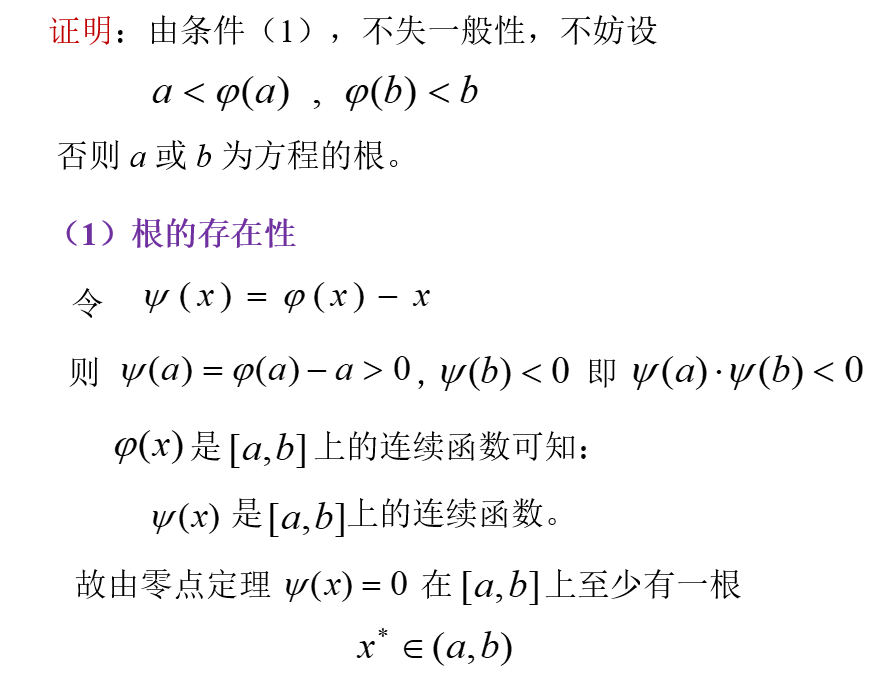 证明：由条件（1），不失一般性，不妨设
a < φ(a) , φ(b) < b
否则 a 或 b 为方程的根。
（1）根的存在性
令 ψ(x) = φ(x) − x
则 ψ(a) = φ(a) − a > 0 , ψ(b) < 0 即 ψ(a)·ψ(b) < 0
φ(x) 是 [a,b] 上的连续函数可知：
ψ(x) 是 [a,b] 上的连续函数。
故由零点定理 ψ(x) = 0 在 [a,b] 上至少有一根
x* ∈ (a,b)